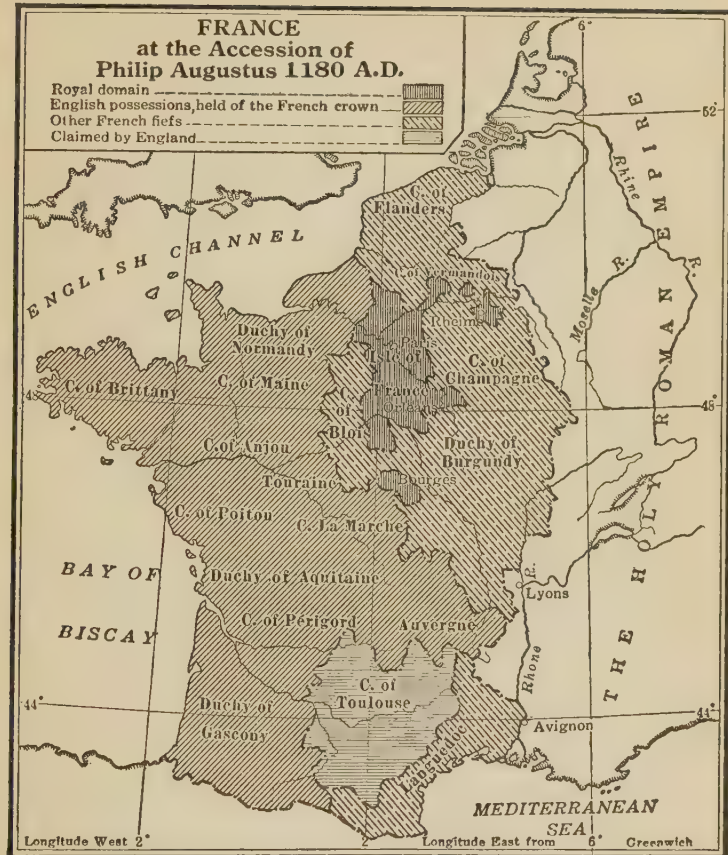 FRANCE
at the Accession of
Philip Augustus 1180 A.D.
Royal domain
English possessions, held of the French crown
Other French fiefs
Claimed by England
6°
52°
ENGLISH CHANNEL
C. of
Flanders
C. of Vermandois
Rheims
Rhine
R.
Moselle R.
THE HOLY ROMAN EMPIRE
Duchy of
Normandy
Paris
Isle of
France
Orleans
C. of
Champagne
C. of Brittany
C. of Maine
C.
of
Blois
48°
48°
C. of Anjou
Duchy of
Burgundy
Touraine
Bourges
C. of Poitou
C. La Marche
BAY OF
BISCAY
Duchy of Aquitaine
Lyons
C. of Périgord
Auvergne
Rhone R.
C. of
Toulouse
44°
44°
Duchy of
Gascony
Avignon
Languedoc
MEDITERRANEAN
SEA
Longitude West 2°
2°
Longitude East from
6°
Greenwich